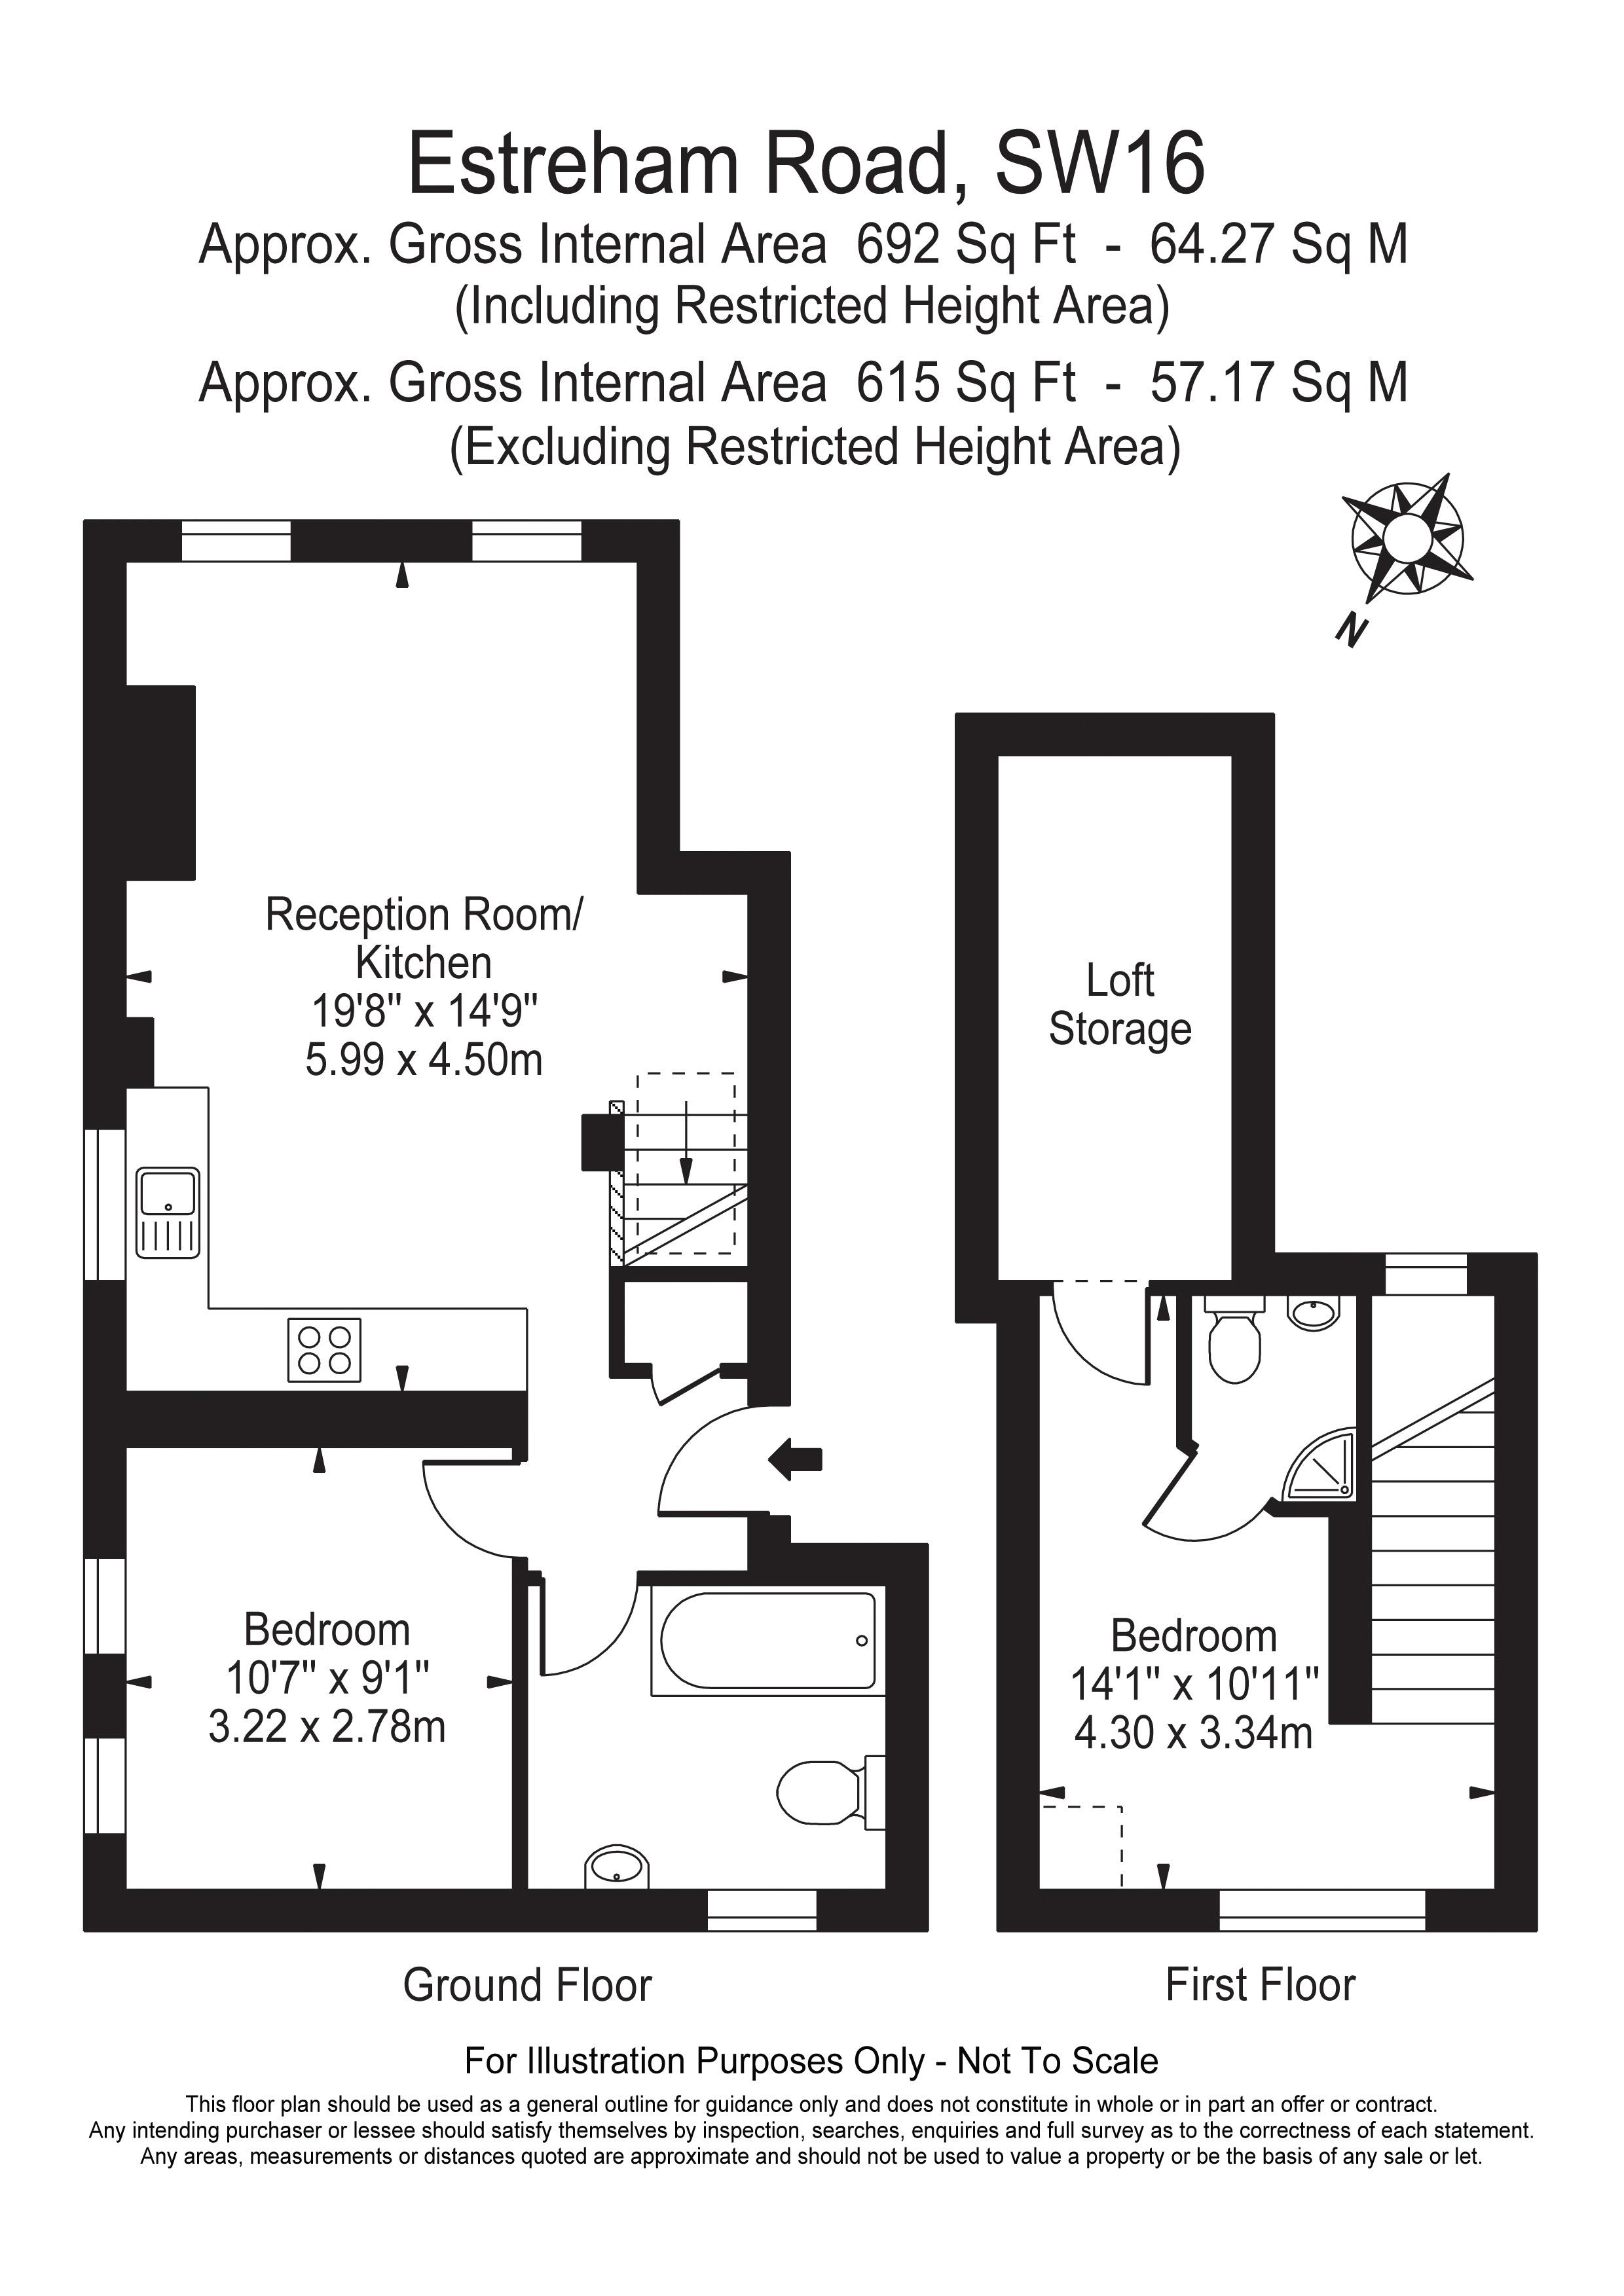 Estreham Road, SW16
Approx. Gross Internal Area 692 Sq Ft - 64.27 Sq M
(Including Restricted Height Area)
Approx. Gross Internal Area 615 Sq Ft - 57.17 Sq M
(Excluding Restricted Height Area)
N
Reception Room/
Kitchen
19'8" x 14'9"
5.99 x 4.50m
Loft
Storage
Bedroom
10'7" x 9'1"
3.22 x 2.78m
Bedroom
14'1" x 10'11"
4.30 x 3.34m
Ground Floor
First Floor
For Illustration Purposes Only - Not To Scale
This floor plan should be used as a general outline for guidance only and does not constitute in whole or in part an offer or contract.
Any intending purchaser or lessee should satisfy themselves by inspection, searches, enquiries and full survey as to the correctness of each statement.
Any areas, measurements or distances quoted are approximate and should not be used to value a property or be the basis of any sale or let.